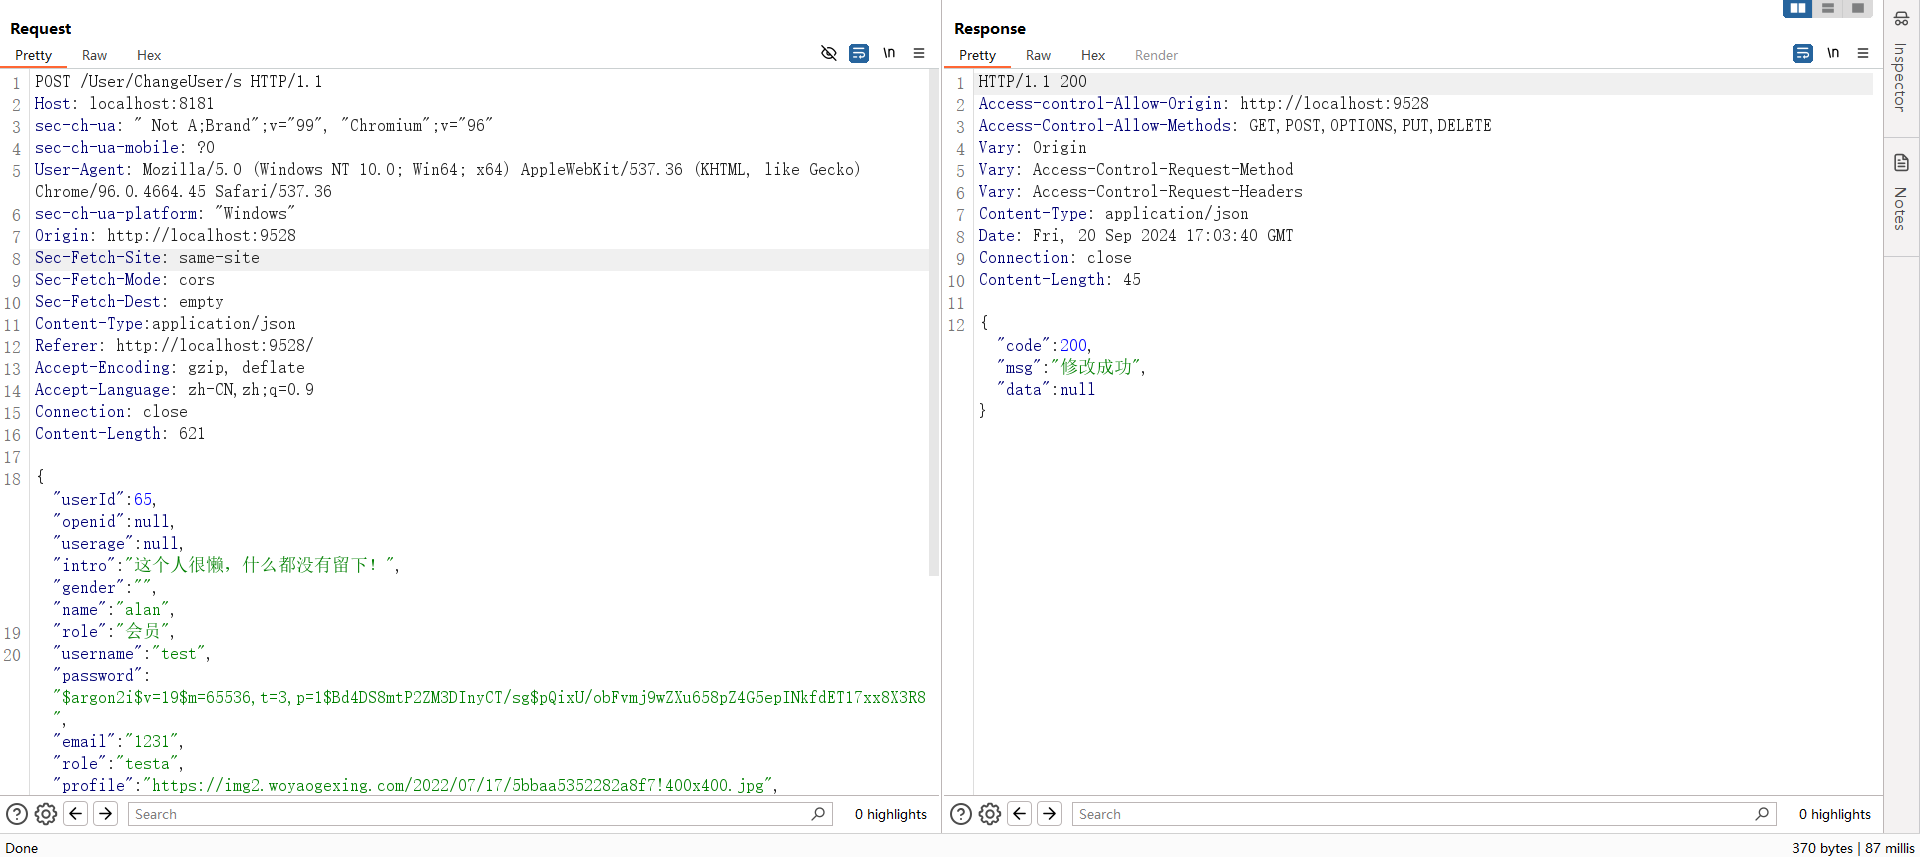 Request
Pretty Raw Hex
\n
1 POST /User/ChangeUser/s HTTP/1.1
2 Host: localhost:8181
3 sec-ch-ua: " Not A;Brand";v="99", "Chromium";v="96"
4 sec-ch-ua-mobile: ?0
5 User-Agent: Mozilla/5.0 (Windows NT 10.0; Win64; x64) AppleWebKit/537.36 (KHTML, like Gecko)
Chrome/96.0.4664.45 Safari/537.36
6 sec-ch-ua-platform: "Windows"
7 Origin: http://localhost:9528
8 Sec-Fetch-Site: same-site
9 Sec-Fetch-Mode: cors
10 Sec-Fetch-Dest: empty
11 Content-Type:application/json
12 Referer: http://localhost:9528/
13 Accept-Encoding: gzip, deflate
14 Accept-Language: zh-CN,zh;q=0.9
15 Connection: close
16 Content-Length: 621
17
18 {
"userId":65,
"openid":null,
"userage":null,
"intro":"这个人很懒，什么都没有留下！",
"gender":"",
"name":"alan",
19 "role":"会员",
20 "username":"test",
"password":
"$argon2i$v=19$m=65536,t=3,p=1$Bd4DS8mtP2ZM3DInyCT/sg$pQixU/obFvmj9wZXu658pZ4G5epINkfdET17xx8X3R8
",
"email":"1231",
"role":"testa",
"profile":"https://img2.woyaogexing.com/2022/07/17/5bbaa5352282a8f7!400x400.jpg",
Search
0 highlights
Response
Pretty Raw Hex Render
\n
1 HTTP/1.1 200
2 Access-control-Allow-Origin: http://localhost:9528
3 Access-Control-Allow-Methods: GET,POST,OPTIONS,PUT,DELETE
4 Vary: Origin
5 Vary: Access-Control-Request-Method
6 Vary: Access-Control-Request-Headers
7 Content-Type: application/json
8 Date: Fri, 20 Sep 2024 17:03:40 GMT
9 Connection: close
10 Content-Length: 45
11
12 {
"code":200,
"msg":"修改成功",
"data":null
}
Search
0 highlights
Inspector
Notes
Done
370 bytes | 87 millis